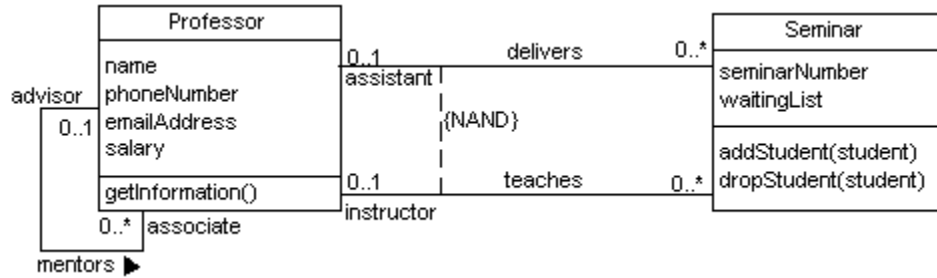 Professor
name
phoneNumber
emailAddress
salary
getInformation()
advisor
0..1
0..*
associate
mentors ▶
0..1
delivers
0..*
assistant
{NAND}
0..1
teaches
0..*
instructor
Seminar
seminarNumber
waitingList
addStudent(student)
dropStudent(student)